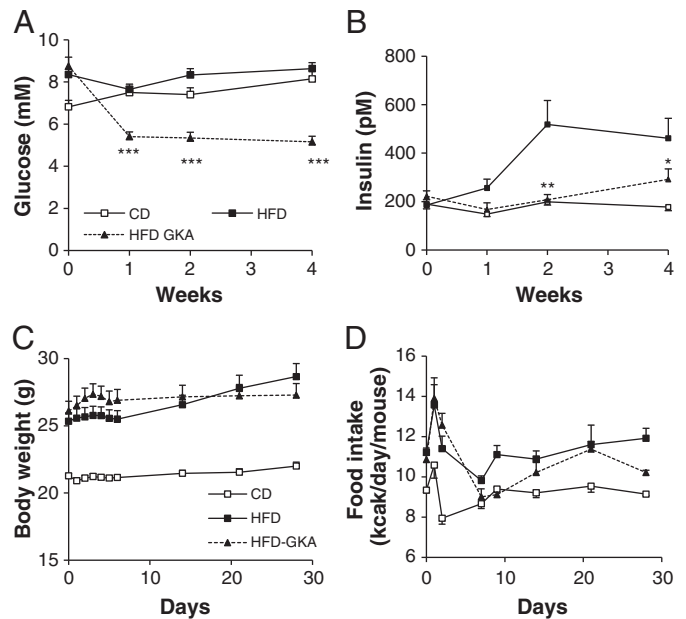 A
Glucose (mM)
10
8
6
4
2
0
***
***
***
CD
HFD
HFD GKA
0
1
2
3
4
Weeks
B
Insulin (pM)
800
600
400
200
0
**
*
0
1
2
3
4
Weeks
C
Body weight (g)
30
25
20
15
CD
HFD
HFD-GKA
0
10
20
30
Days
D
Food intake
(kcak/day/mouse)
16
14
12
10
8
6
0
10
20
30
Days